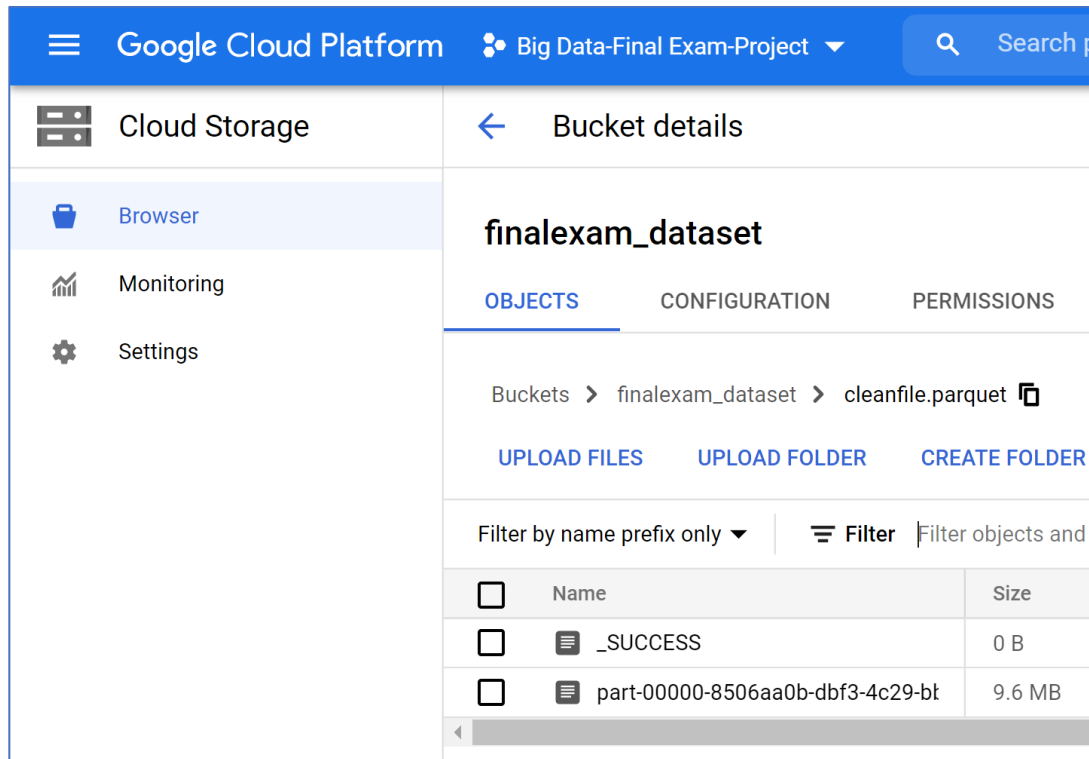 Google Cloud Platform Big Data-Final Exam-Project Search
Cloud Storage
Bucket details
Browser
Monitoring
Settings
finalexam_dataset
OBJECTS CONFIGURATION PERMISSIONS
Buckets > finalexam_dataset > cleanfile.parquet
UPLOAD FILES UPLOAD FOLDER CREATE FOLDER
Filter by name prefix only Filter Filter objects and
Name Size
_SUCCESS 0 B
part-00000-8506aa0b-dbf3-4c29-bb 9.6 MB